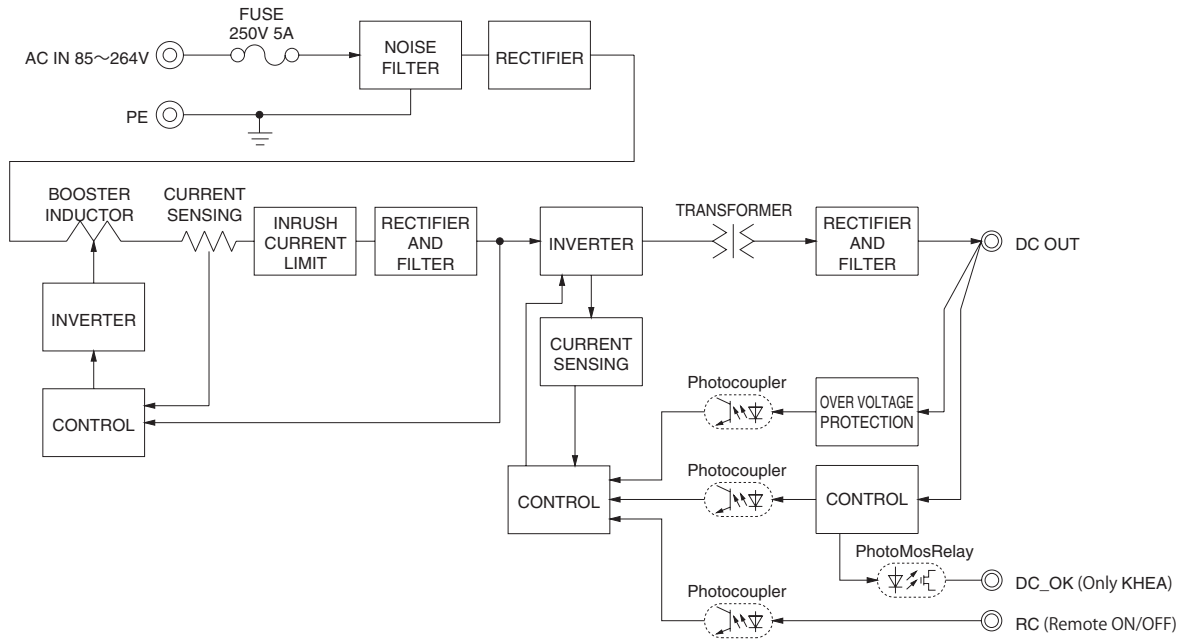 FUSE
250V 5A
AC IN 85～264V
NOISE
FILTER
RECTIFIER
PE
BOOSTER
INDUCTOR
CURRENT
SENSING
INRUSH
CURRENT
LIMIT
RECTIFIER
AND
FILTER
INVERTER
TRANSFORMER
RECTIFIER
AND
FILTER
DC OUT
INVERTER
CURRENT
SENSING
CONTROL
Photocoupler
OVER VOLTAGE
PROTECTION
Photocoupler
CONTROL
CONTROL
PhotoMosRelay
DC_OK (Only KHEA)
Photocoupler
RC (Remote ON/OFF)